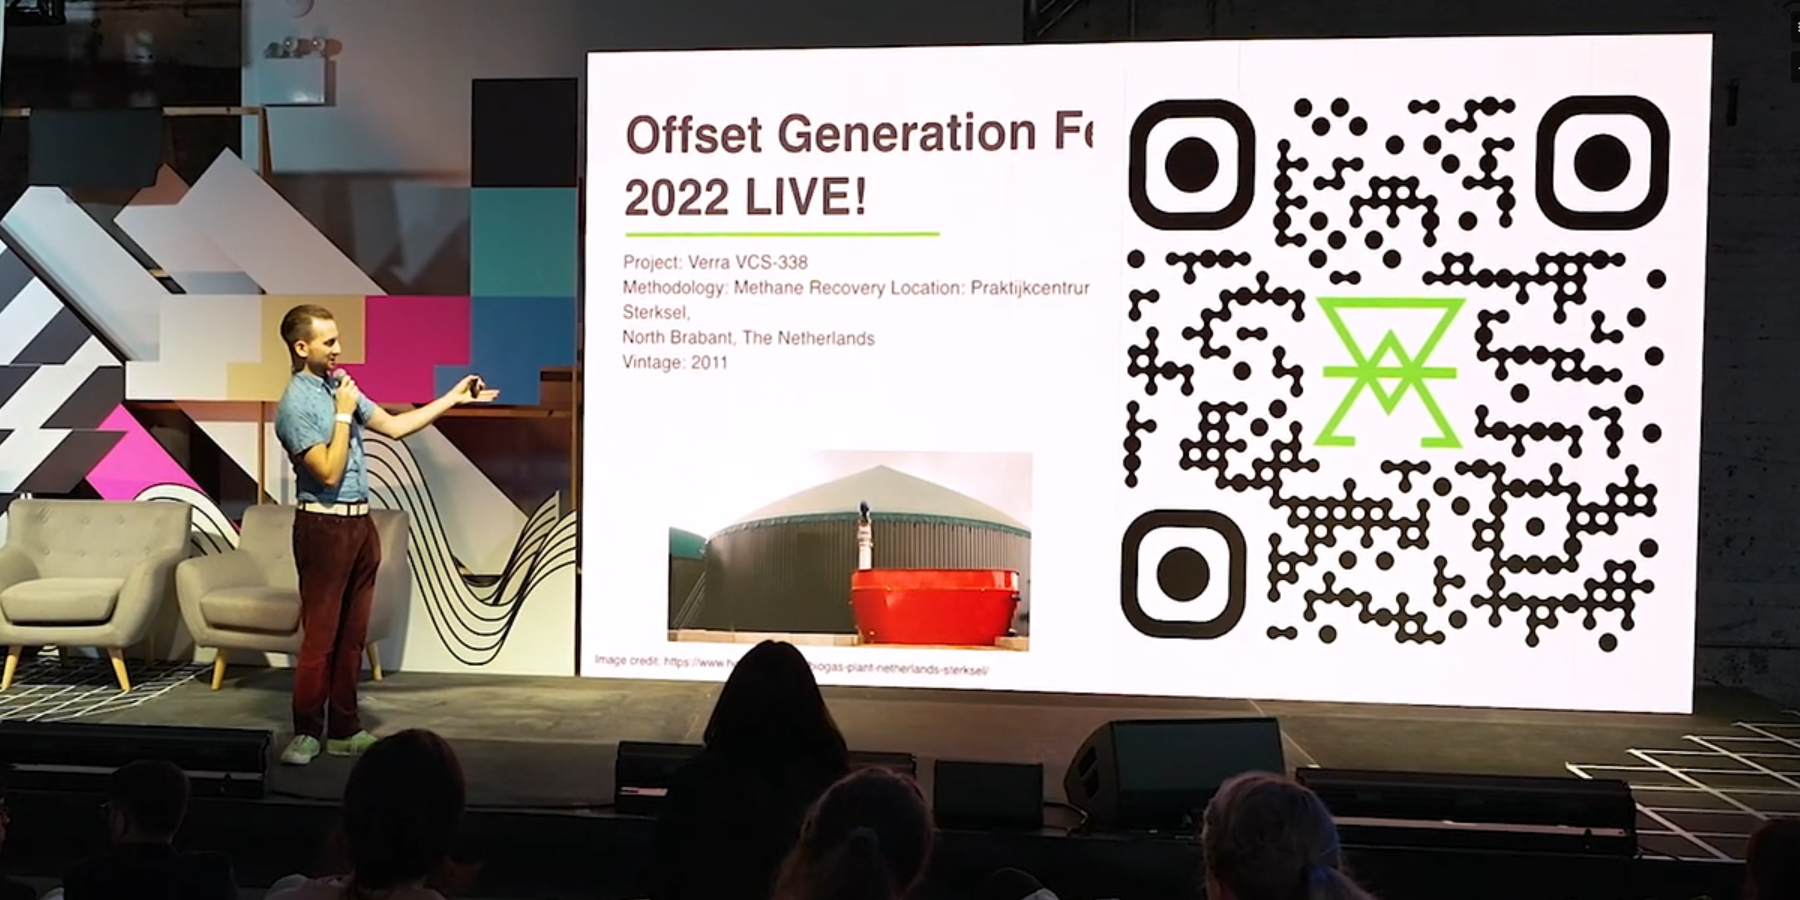 Offset Generation Fe
2022 LIVE!
Project: Verra VCS-338
Methodology: Methane Recovery Location: Praktijkcentrur
Sterksel,
North Brabant, The Netherlands
Vintage: 2011
Image credit: https://www. biogas-plant-netherlands-sterksel/